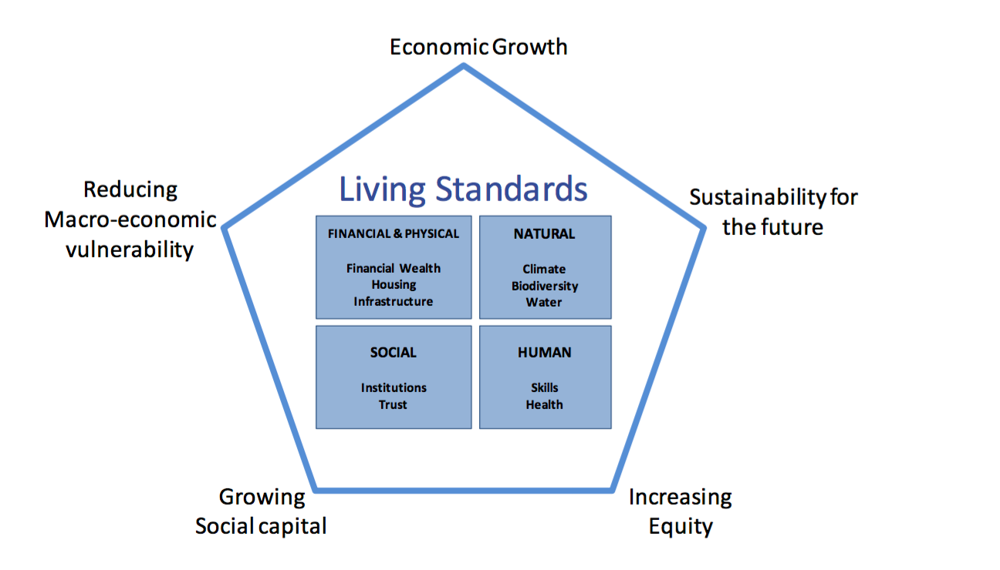 Economic Growth
Reducing
Macro-economic
vulnerability
Living Standards
Sustainability for
the future
FINANCIAL & PHYSICAL
Financial Wealth
Housing
Infrastructure
NATURAL
Climate
Biodiversity
Water
SOCIAL
Institutions
Trust
HUMAN
Skills
Health
Growing
Social capital
Increasing
Equity